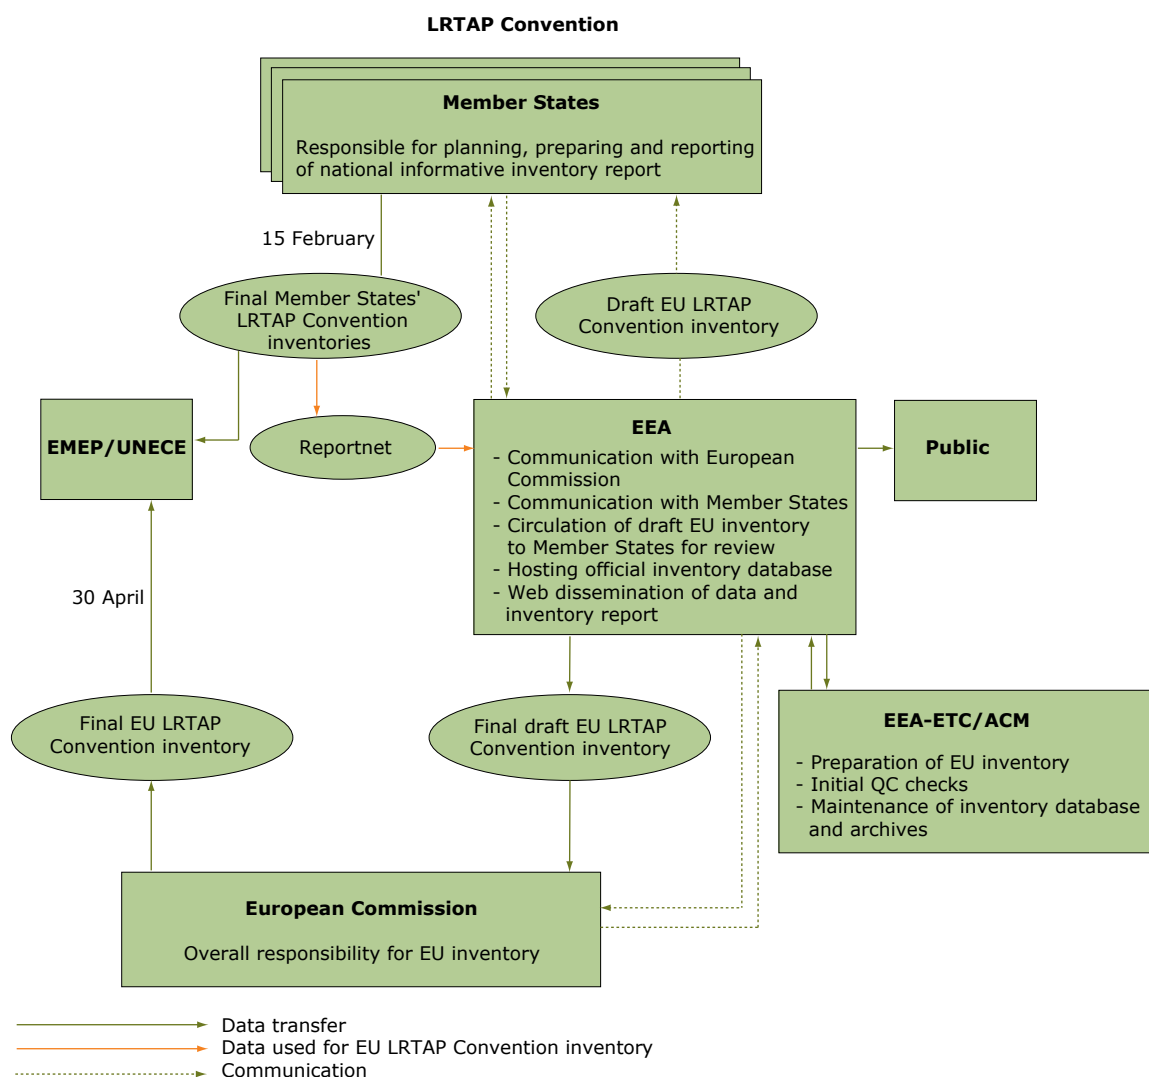 LRTAP Convention
Member States
Responsible for planning, preparing and reporting
of national informative inventory report
15 February
Final Member States'
LRTAP Convention
inventories
Draft EU LRTAP
Convention inventory
EMEP/UNECE
Reportnet
EEA
- Communication with European
Commission
- Communication with Member States
- Circulation of draft EU inventory
to Member States for review
- Hosting official inventory database
- Web dissemination of data and
inventory report
Public
30 April
Final EU LRTAP
Convention inventory
Final draft EU LRTAP
Convention inventory
EEA-ETC/ACM
- Preparation of EU inventory
- Initial QC checks
- Maintenance of inventory database
and archives
European Commission
Overall responsibility for EU inventory
Data transfer
Data used for EU LRTAP Convention inventory
Communication